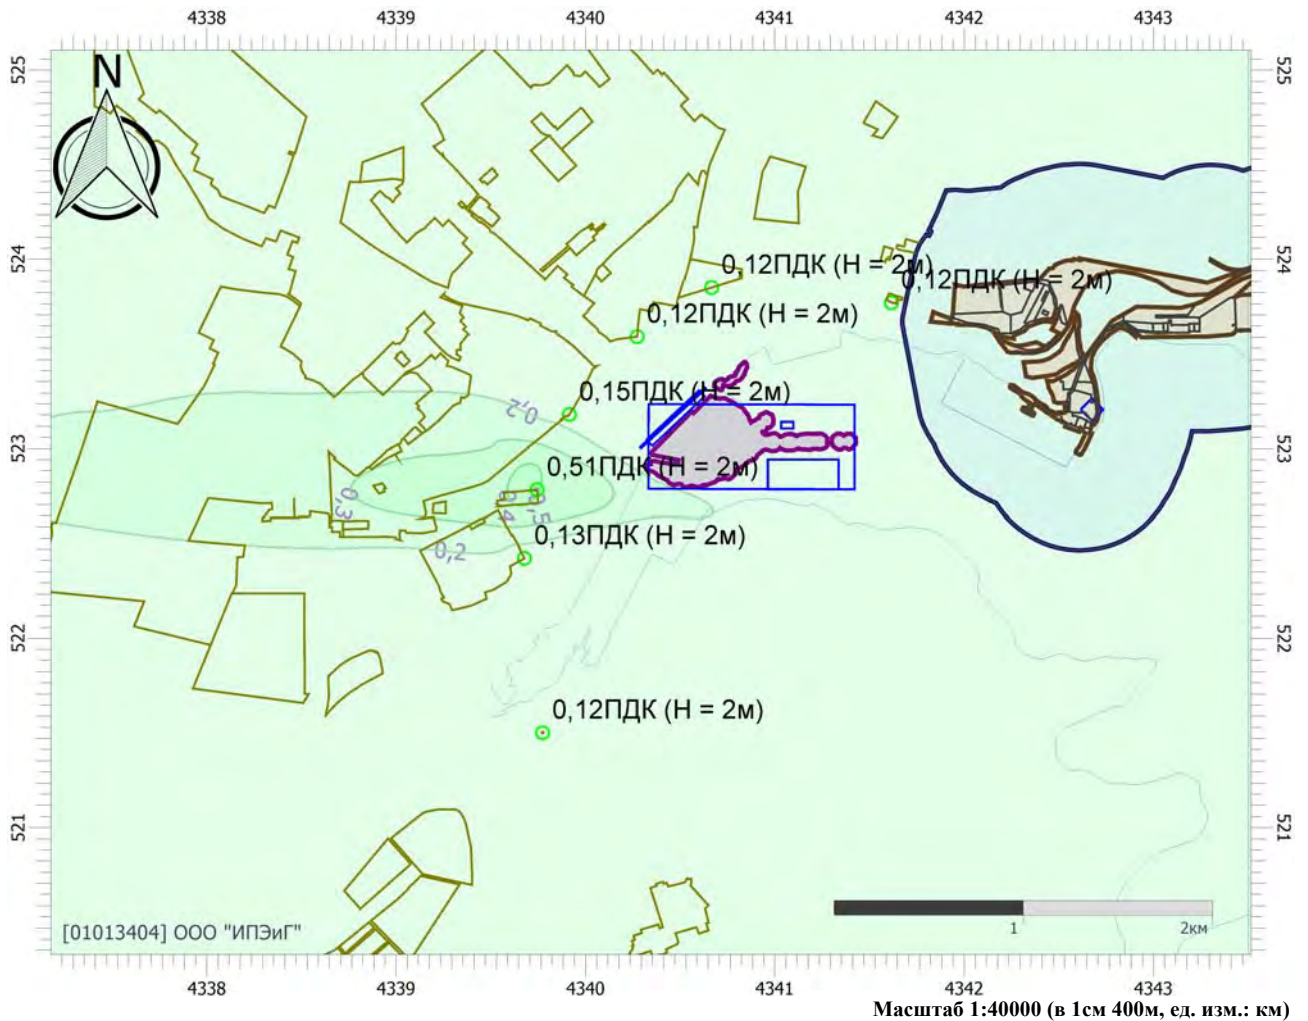 4338 4339 4340 4341 4342 4343
525 525
N
524 524
0,12ПДК (Н = 2м)
0,12ПДК (Н = 2м)
0,12ПДК (Н = 2м)
0,15ПДК (Н = 2м)
0,2
523 523
0,51ПДК (Н = 2м)
0,3
0,4
0,5
0,13ПДК (Н = 2м)
0,2
522 522
0,12ПДК (Н = 2м)
521 521
[01013404] ООО "ИПЭиГ"
1 2км
4338 4339 4340 4341 4342 4343
Масштаб 1:40000 (в 1см 400м, ед. изм.: км)